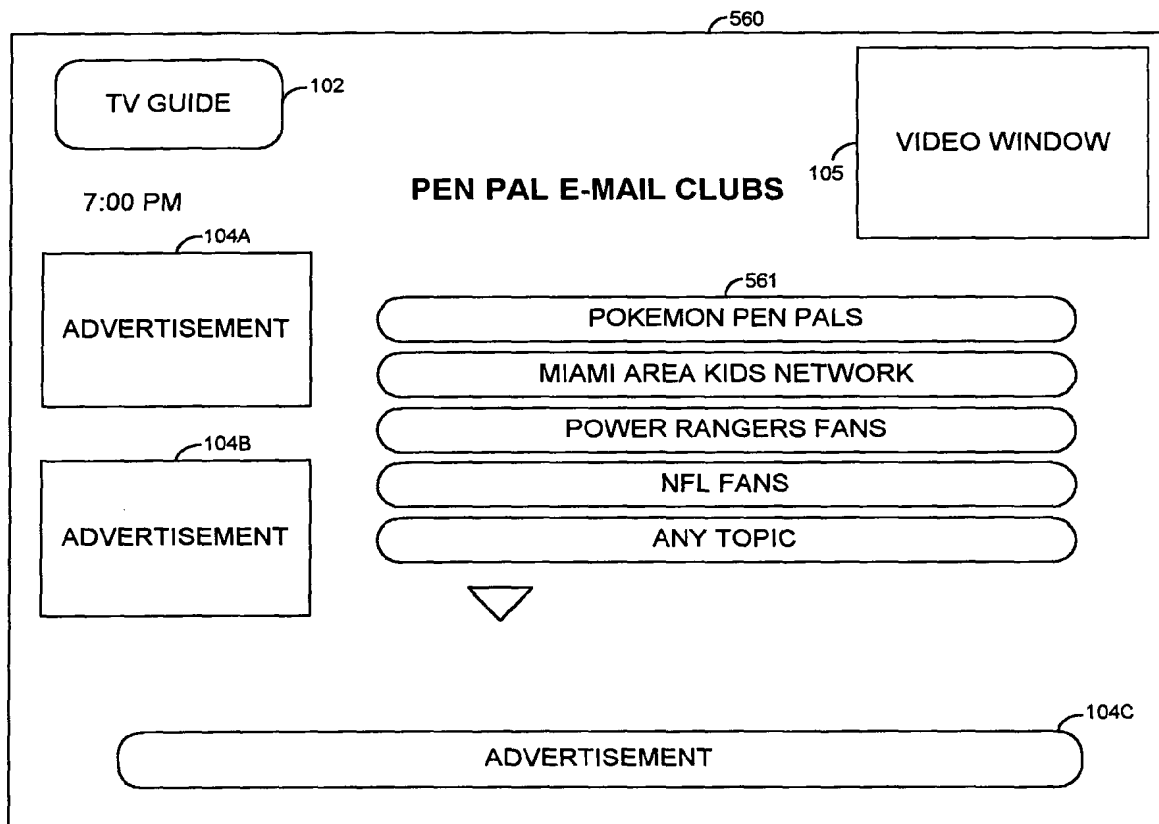 560
TV GUIDE
102
VIDEO WINDOW
105
PEN PAL E-MAIL CLUBS
7:00 PM
104A
ADVERTISEMENT
561
POKEMON PEN PALS
MIAMI AREA KIDS NETWORK
POWER RANGERS FANS
NFL FANS
ANY TOPIC
104B
ADVERTISEMENT
104C
ADVERTISEMENT